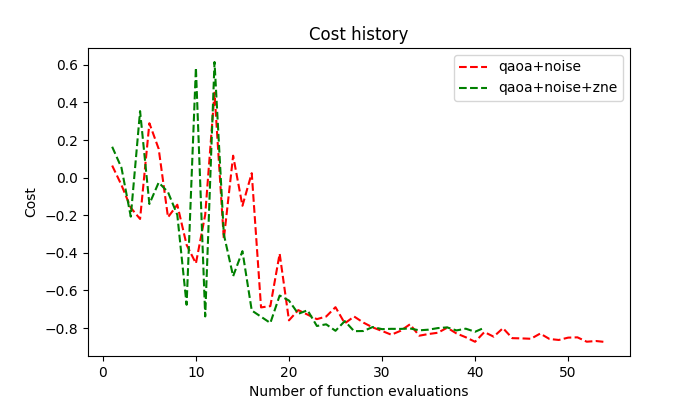 Cost history
qaoa+noise
qaoa+noise+zne
Cost
0.6
0.4
0.2
0.0
−0.2
−0.4
−0.6
−0.8
0 10 20 30 40 50
Number of function evaluations